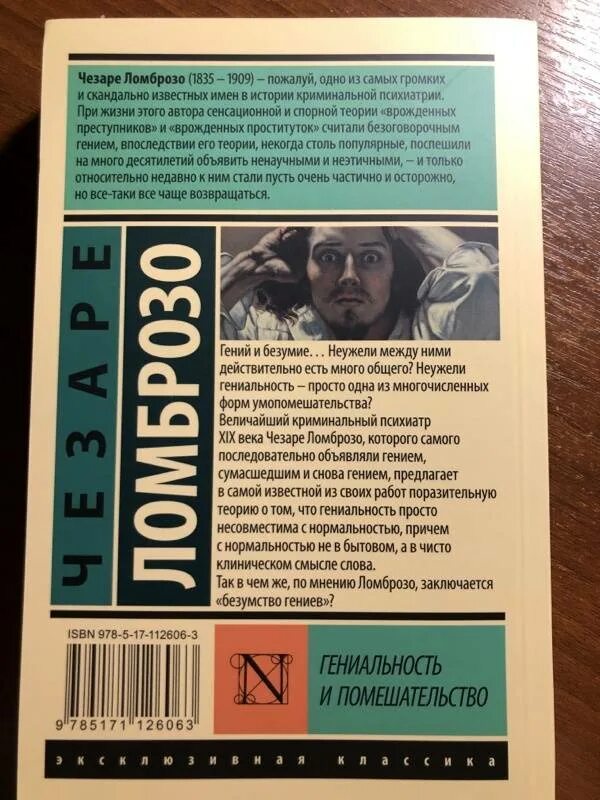 Чезаре Ломброзо (1835 – 1909) – пожалуй, одно из самых громких
и скандально известных имен в истории криминальной психиатрии.
При жизни этого автора сенсационной и спорной теории «врожденных
преступников» и «врожденных проституток» считали безоговорочным
гением, впоследствии его теории, некогда столь популярные, поспешили
на много десятилетий объявить ненаучными и неэтичными, – и только
относительно недавно к ним стали пусть очень частично и осторожно,
но все-таки все чаще возвращаться.
ЧЕЗАРЕ
ЛОМБРОЗО
Гений и безумие... Неужели между ними
действительно есть много общего? Неужели
гениальность – просто одна из многочисленных
форм умопомешательства?
Величайший криминальный психиатр
XIX века Чезаре Ломброзо, которого самого
последовательно объявляли гением,
сумасшедшим и снова гением, предлагает
в самой известной из своих работ поразительную
теорию о том, что гениальность просто
несовместима с нормальностью, причем
с нормальностью не в бытовом, а в чисто
клиническом смысле слова.
Так в чем же, по мнению Ломброзо, заключается
«безумство гениев»?
ISBN 978-5-17-112606-3
9 785171 126063
N
ГЕНИАЛЬНОСТЬ
И ПОМЕШАТЕЛЬСТВО
эксклюзивная классика